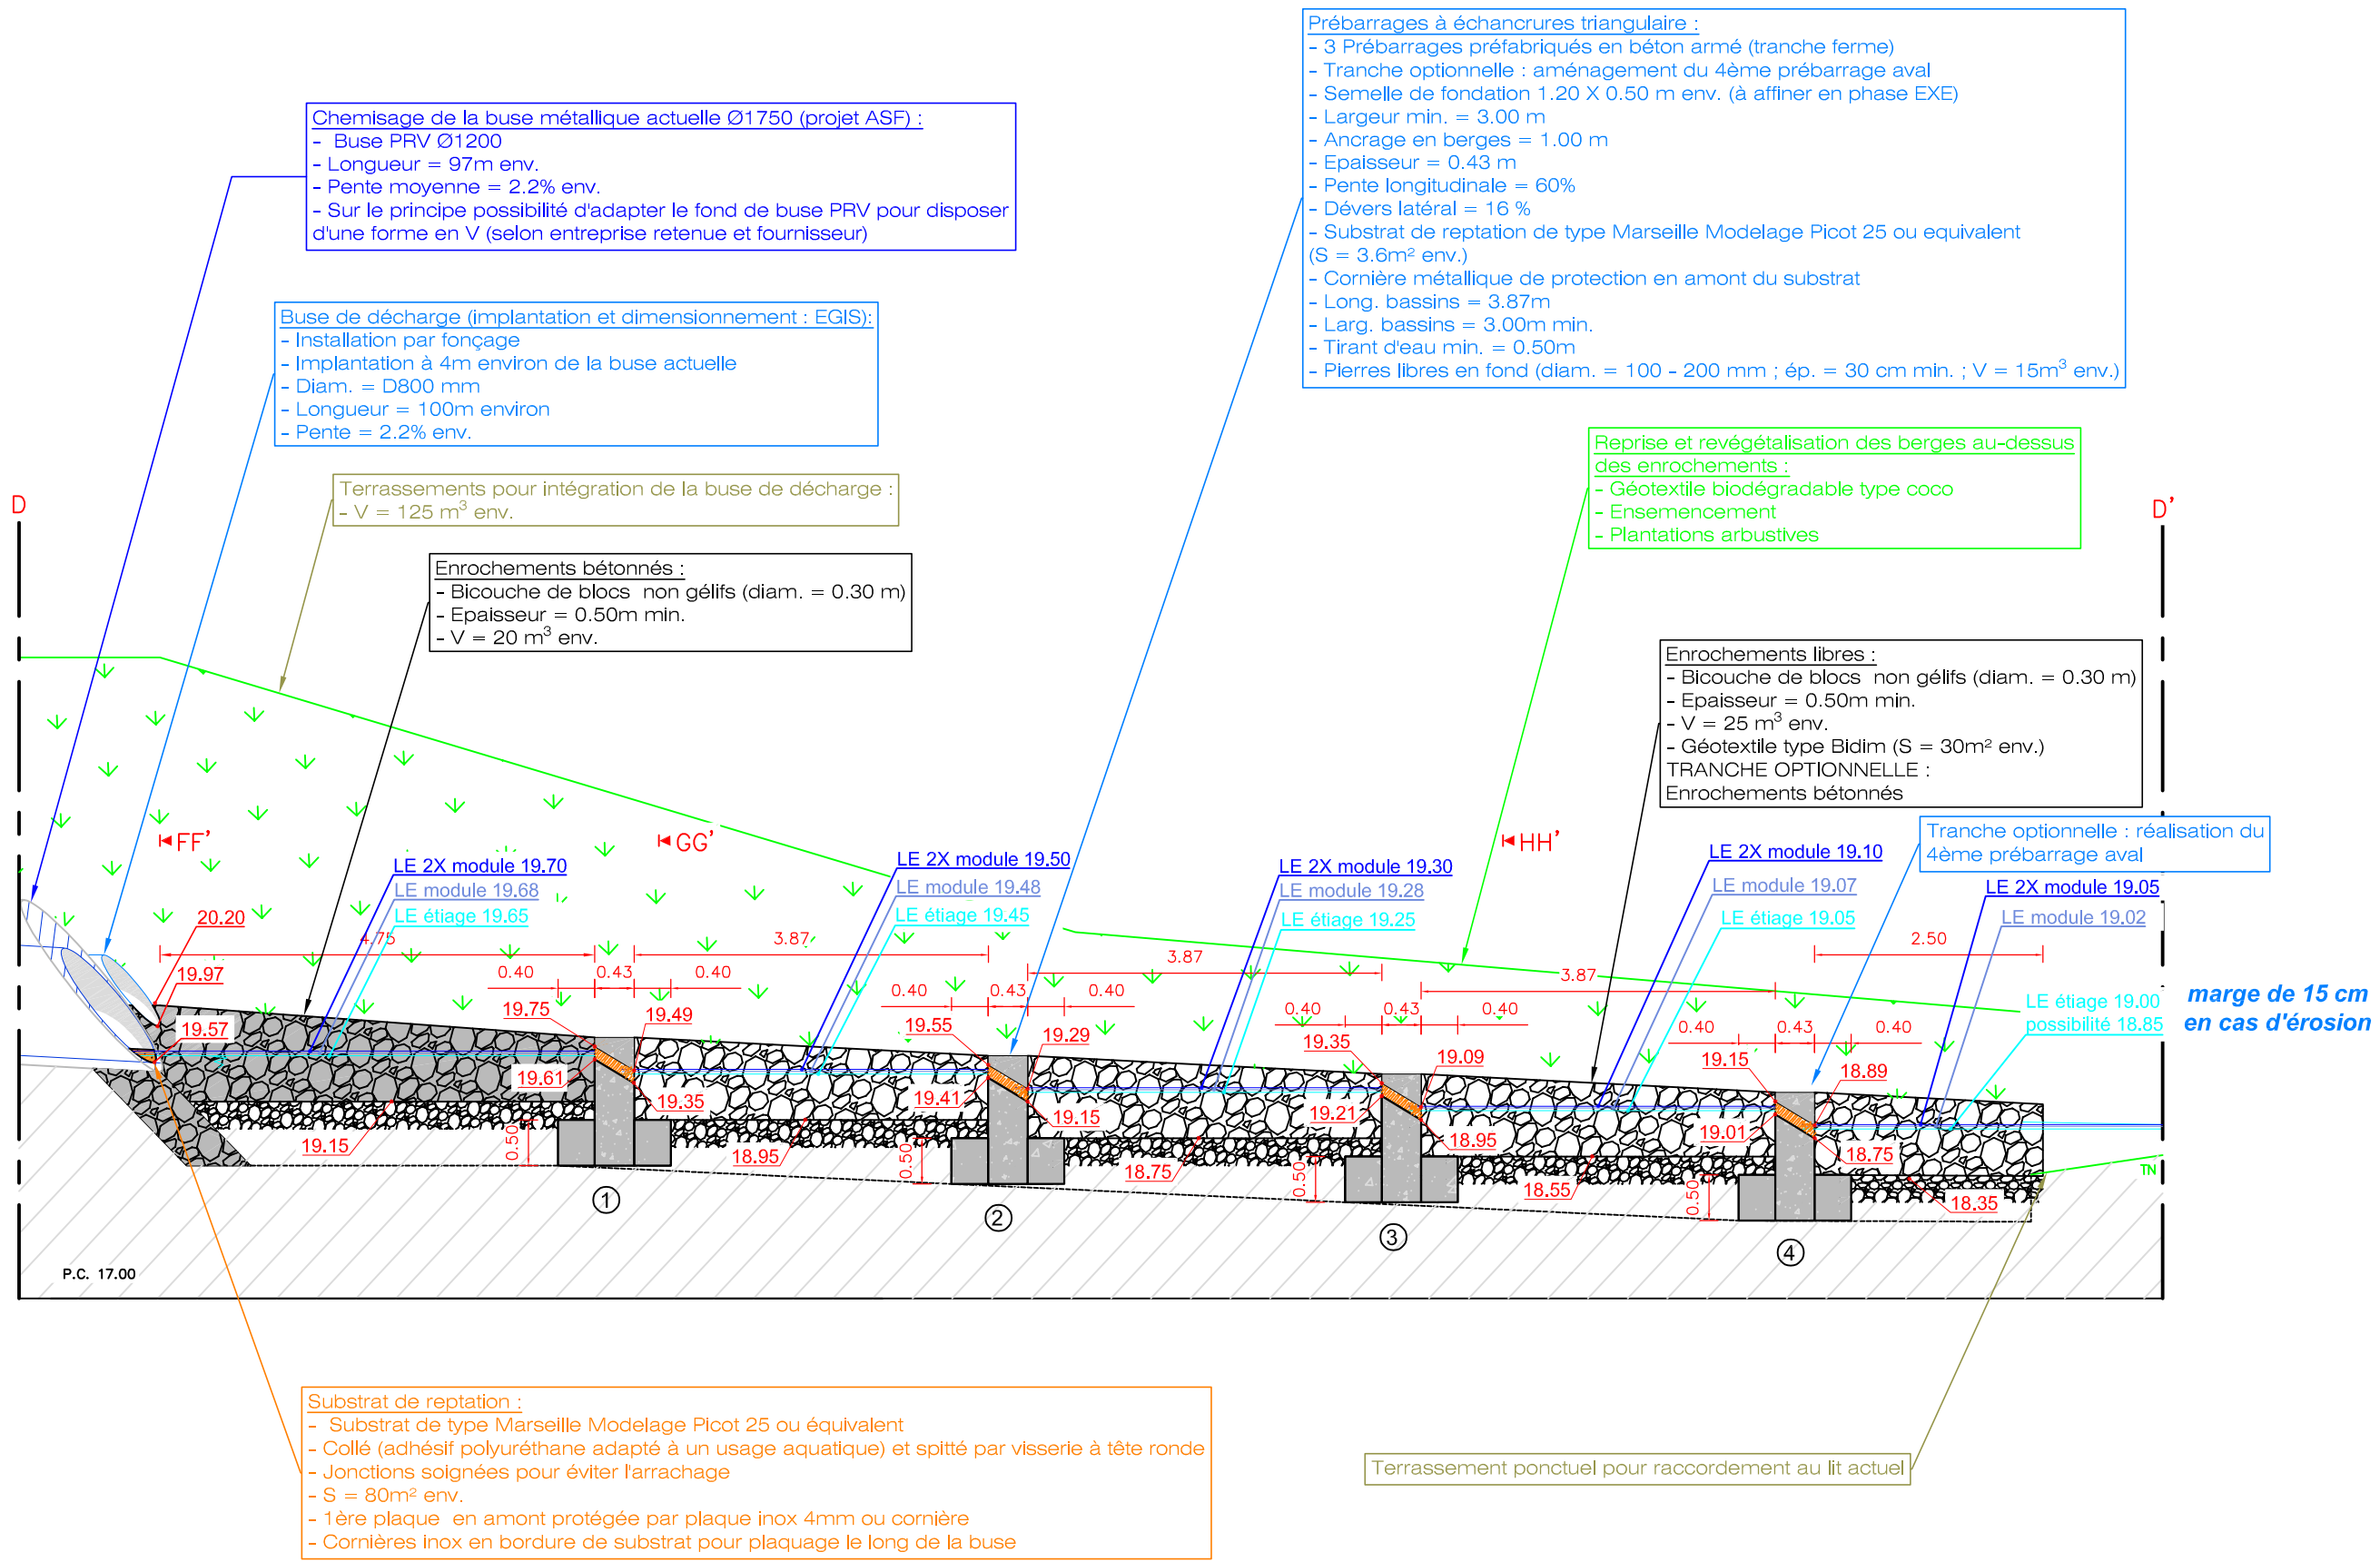 Prébarrages à échancrures triangulaire :
- 3 Prébarrages préfabriqués en béton armé (tranche ferme)
- Tranche optionnelle : aménagement du 4ème prébarrage aval
- Semelle de fondation 1.20 X 0.50 m env. (à affiner en phase EXE)
- Largeur min. = 3.00 m
- Ancrage en berges = 1.00 m
- Epaisseur = 0.43 m
- Pente longitudinale = 60%
- Dévers latéral = 16 %
- Substrat de reptation de type Marseille Modelage Picot 25 ou equivalent
(S = 3.6m² env.)
- Cornière métallique de protection en amont du substrat
- Long. bassins = 3.87m
- Larg. bassins = 3.00m min.
- Tirant d'eau min. = 0.50m
- Pierres libres en fond (diam. = 100 - 200 mm ; ép. = 30 cm min. ; V = 15m³ env.)
Chemisage de la buse métallique actuelle Ø1750 (projet ASF) :
- Buse PRV Ø1200
- Longueur = 97m env.
- Pente moyenne = 2.2% env.
- Sur le principe possibilité d'adapter le fond de buse PRV pour disposer
d'une forme en V (selon entreprise retenue et fournisseur)
Buse de décharge (implantation et dimensionnement : EGIS):
- Installation par fonçage
- Implantation à 4m environ de la buse actuelle
- Diam. = D800 mm
- Longueur = 100m environ
- Pente = 2.2% env.
Reprise et revégétalisation des berges au-dessus
des enrochements :
- Géotextile biodégradable type coco
- Ensemencement
- Plantations arbustives
Terrassements pour intégration de la buse de décharge :
- V = 125 m³ env.
D
D'
Enrochements bétonnés :
- Bicouche de blocs non gélifs (diam. = 0.30 m)
- Epaisseur = 0.50m min.
- V = 20 m³ env.
Enrochements libres :
- Bicouche de blocs non gélifs (diam. = 0.30 m)
- Epaisseur = 0.50m min.
- V = 25 m³ env.
- Géotextile type Bidim (S = 30m² env.)
TRANCHE OPTIONNELLE :
Enrochements bétonnés
Tranche optionnelle : réalisation du
4ème prébarrage aval
FF'
GG'
HH'
LE 2X module 19.70
LE module 19.68
LE étiage 19.65
LE 2X module 19.50
LE module 19.48
LE étiage 19.45
LE 2X module 19.30
LE module 19.28
LE étiage 19.25
LE 2X module 19.10
LE module 19.07
LE étiage 19.05
LE 2X module 19.05
LE module 19.02
LE étiage 19.00
possibilité 18.85
marge de 15 cm
en cas d'érosion
20.20
19.97
19.57
4.75
3.87
3.87
3.87
2.50
0.40 0.43 0.40
0.40 0.43 0.40
0.40 0.43 0.40
0.40 0.43 0.40
19.75
19.49
19.61
19.35
19.15
0.50
19.55
19.29
19.41
19.15
18.95
0.50
19.35
19.09
19.21
18.95
18.75
0.50
19.15
18.89
19.01
18.75
18.55
0.50
18.35
TN
1
2
3
4
P.C. 17.00
Substrat de reptation :
- Substrat de type Marseille Modelage Picot 25 ou équivalent
- Collé (adhésif polyuréthane adapté à un usage aquatique) et spitté par visserie à tête ronde
- Jonctions soignées pour éviter l'arrachage
- S = 80m² env.
- 1ère plaque en amont protégée par plaque inox 4mm ou cornière
- Cornières inox en bordure de substrat pour plaquage le long de la buse
Terrassement ponctuel pour raccordement au lit actuel